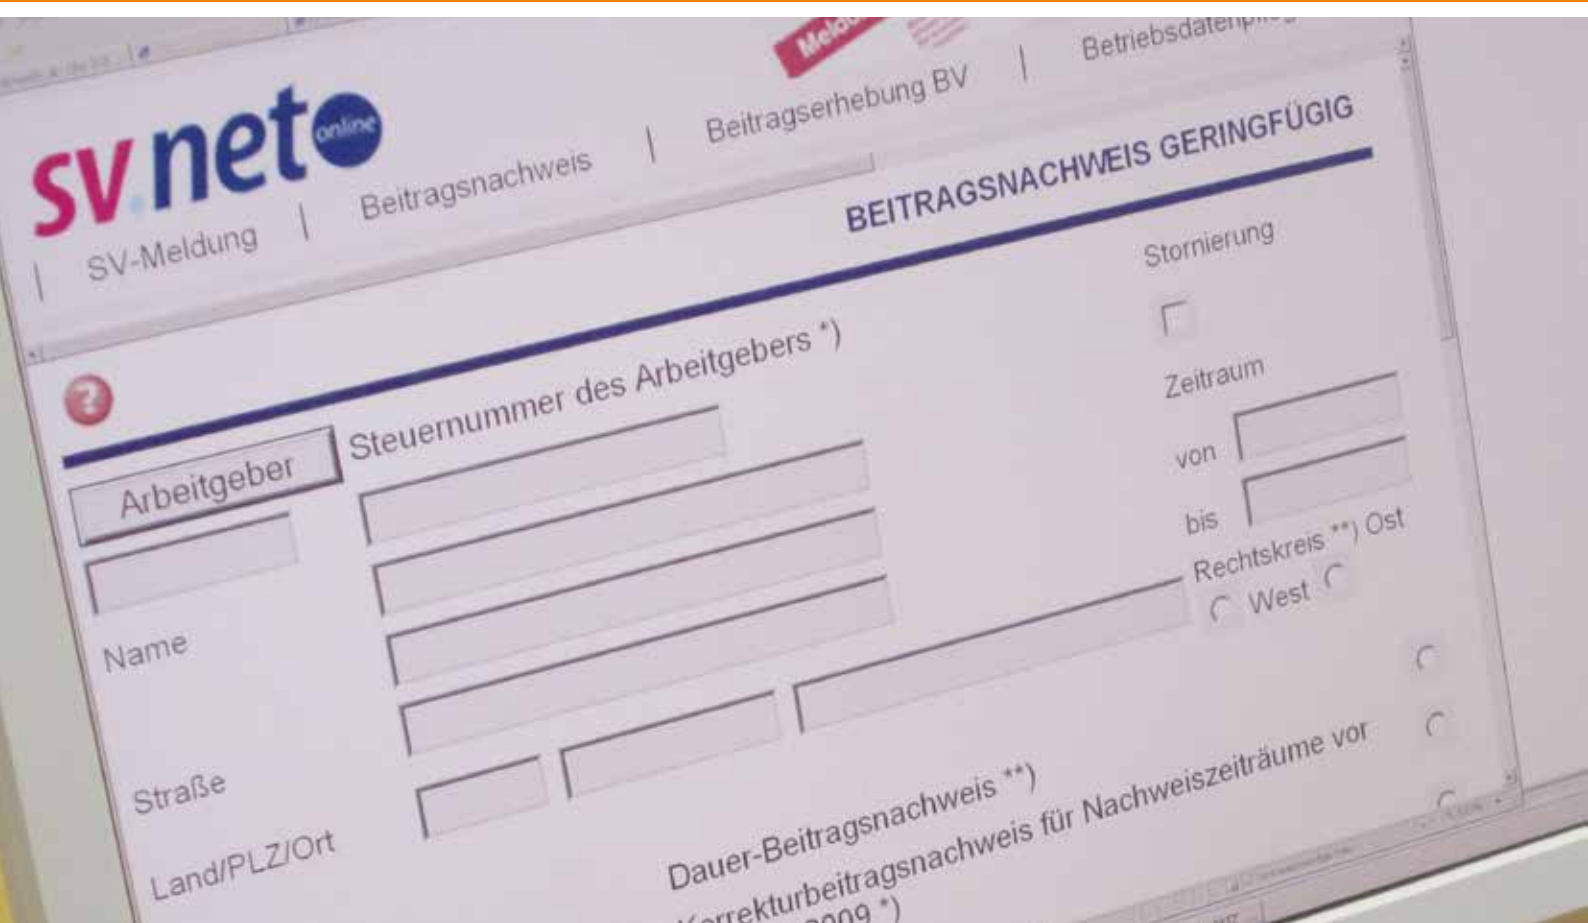 sv.net online
SV-Meldung | Beitragsnachweis | Beitragserhebung BV |
BEITRAGSNACHWEIS GERINGFÜGIG
?
Stornierung
Arbeitgeber
Steuernummer des Arbeitgebers *)
Zeitraum
von
bis
Name
Rechtskreis **) Ost
West
Straße
Land/PLZ/Ort
Dauer-Beitragsnachweis **)
Korrekturbeitragsnachweis für Nachweiszeiträume vor
2009 *)